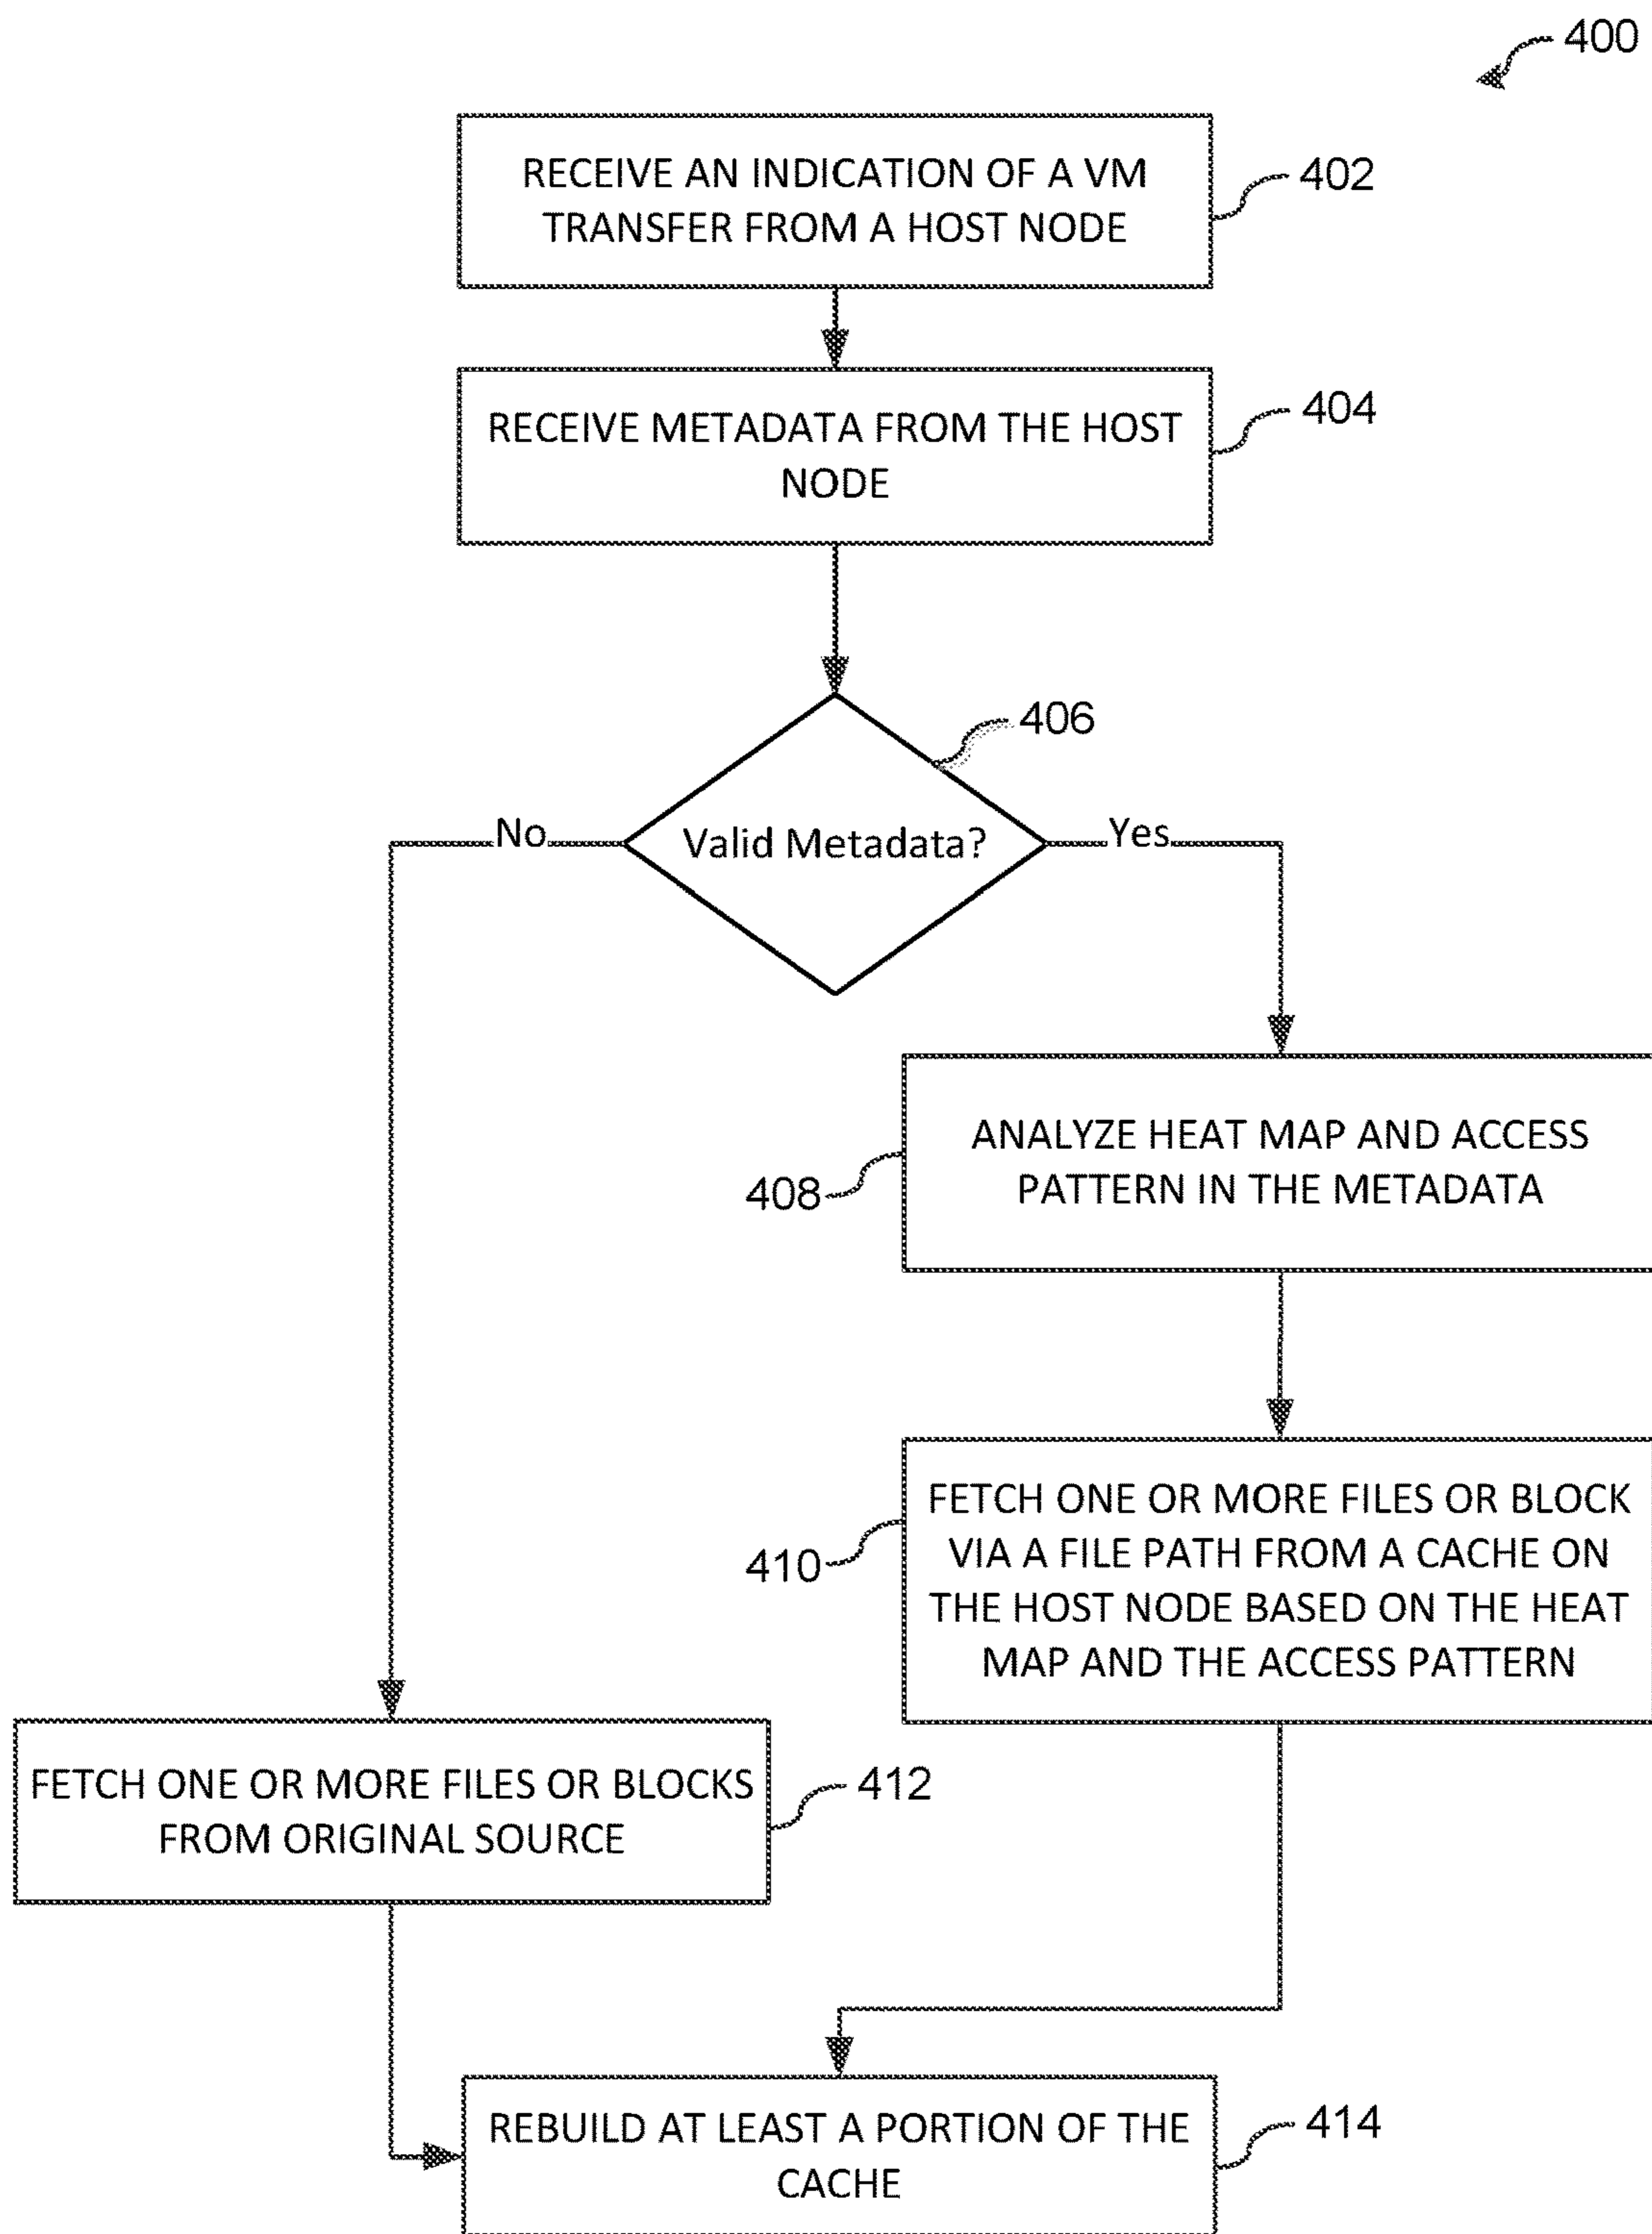 400
RECEIVE AN INDICATION OF A VM
TRANSFER FROM A HOST NODE
402
RECEIVE METADATA FROM THE HOST
NODE
404
406
Valid Metadata?
No
Yes
ANALYZE HEAT MAP AND ACCESS
PATTERN IN THE METADATA
408
FETCH ONE OR MORE FILES OR BLOCK
VIA A FILE PATH FROM A CACHE ON
THE HOST NODE BASED ON THE HEAT
MAP AND THE ACCESS PATTERN
410
FETCH ONE OR MORE FILES OR BLOCKS
FROM ORIGINAL SOURCE
412
REBUILD AT LEAST A PORTION OF THE
CACHE
414